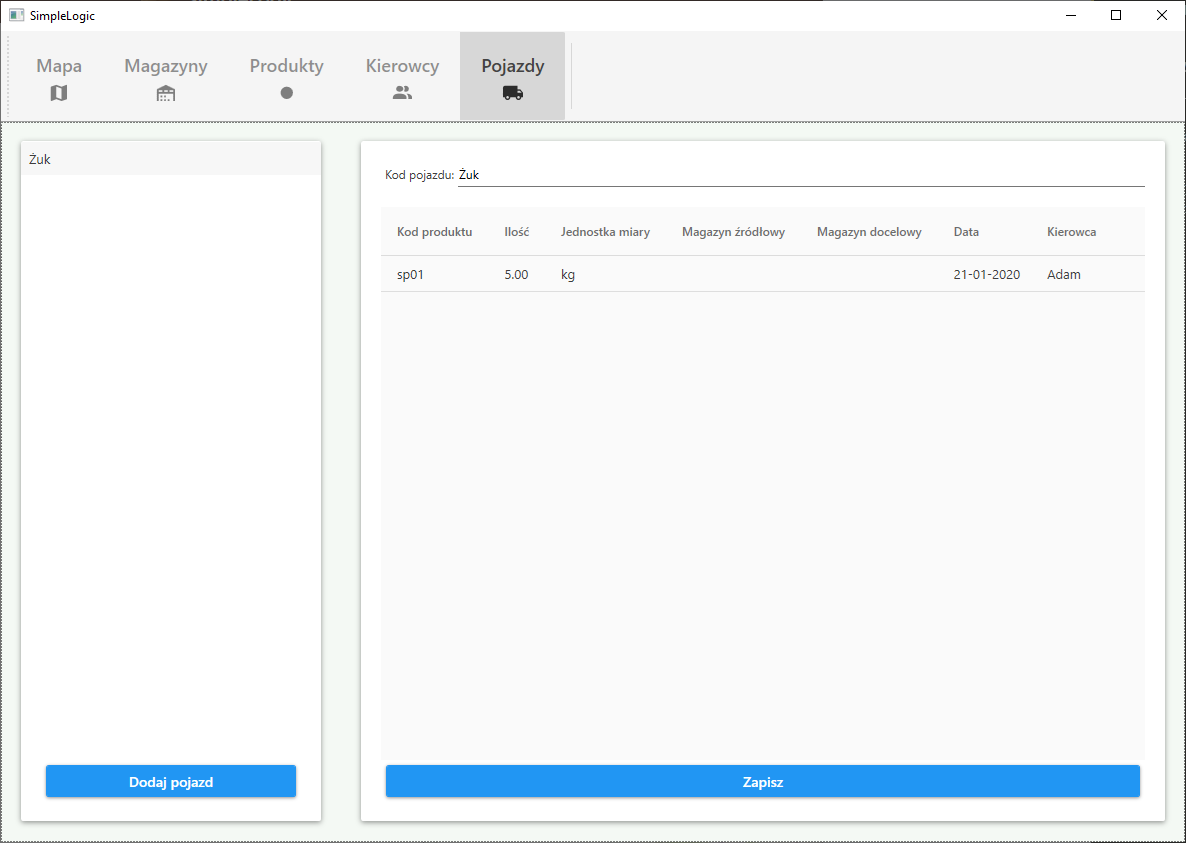 SimpleLogic
Mapa Magazyny Produkty Kierowcy Pojazdy
Żuk
Kod pojazdu: Żuk
Kod produktu Ilość Jednostka miary Magazyn źródłowy Magazyn docelowy Data Kierowca
sp01 5.00 kg 21-01-2020 Adam
Dodaj pojazd
Zapisz